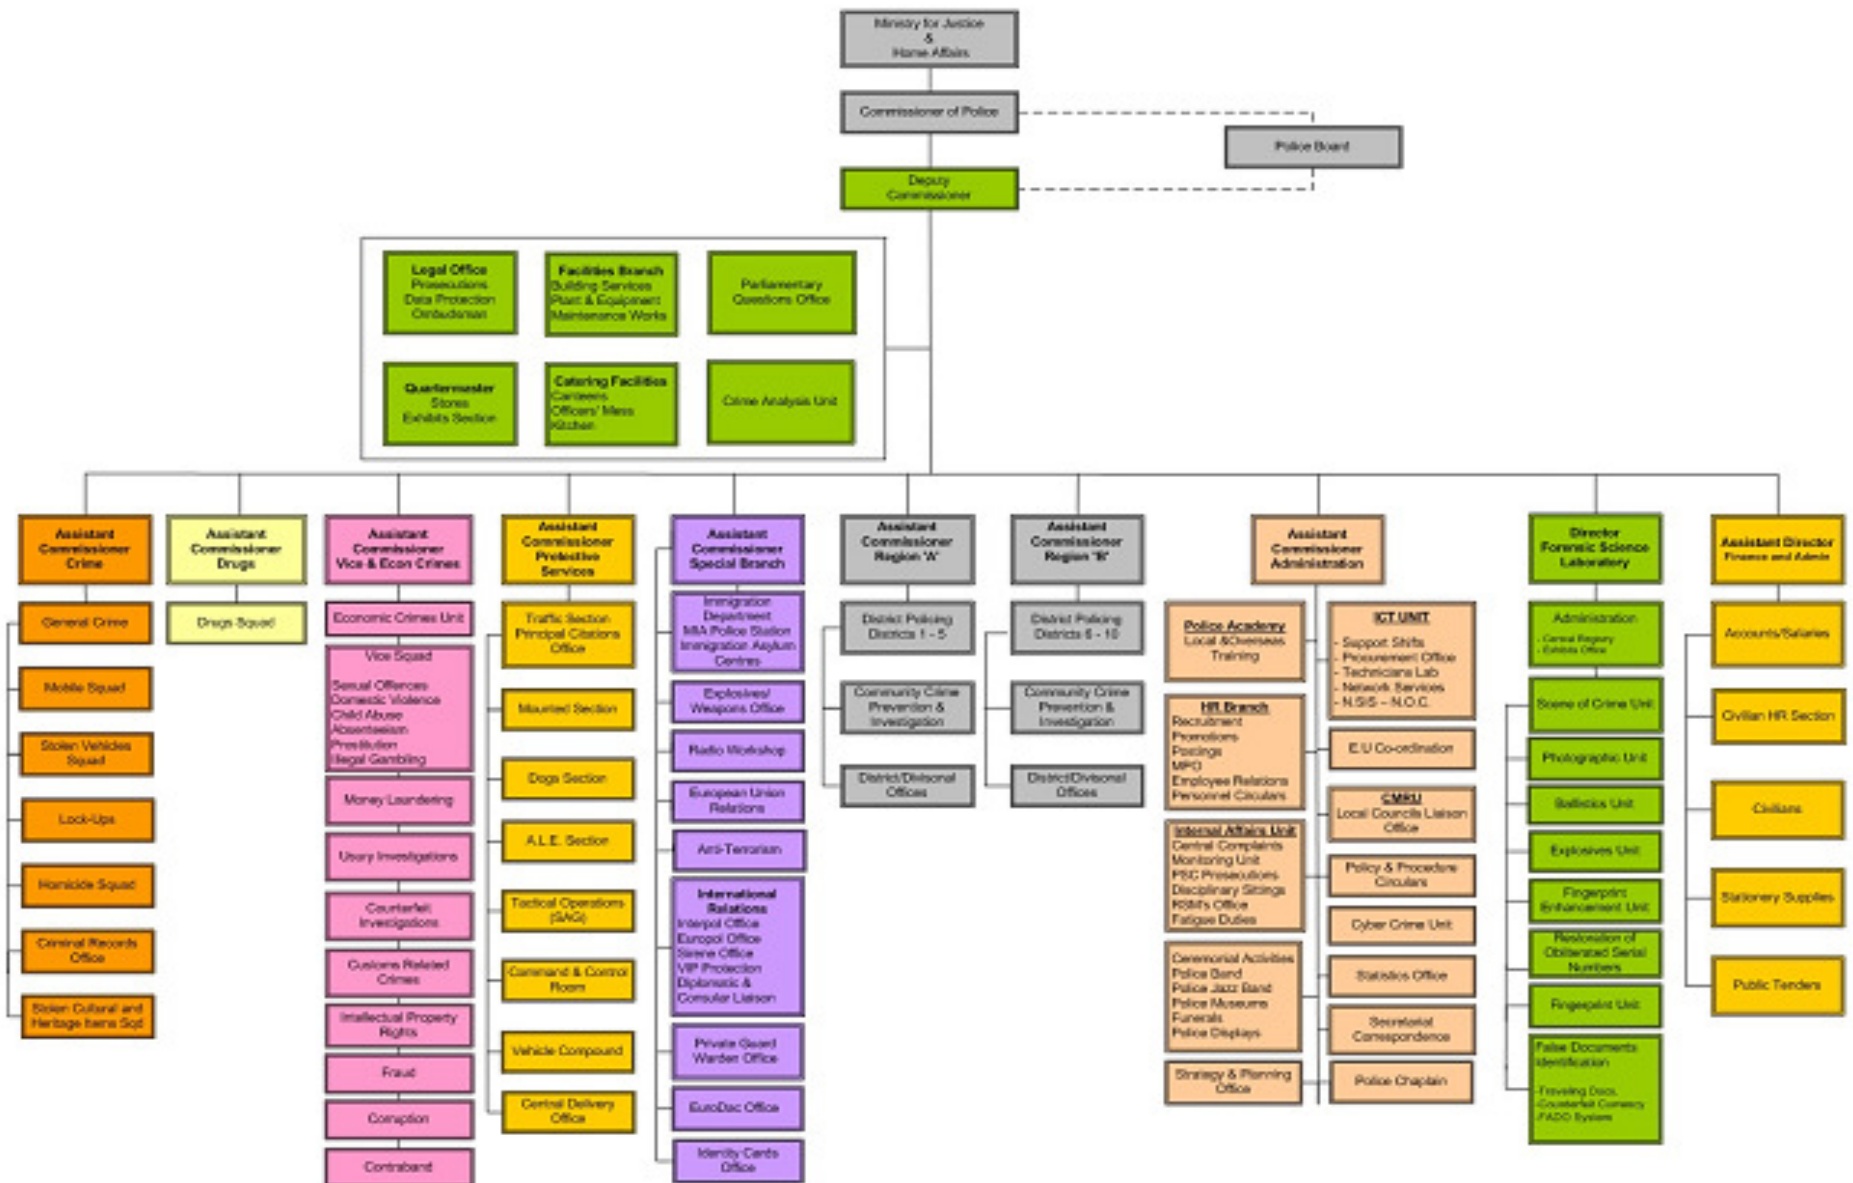 Ministry for Justice
&
Home Affairs
Commissioner of Police
Police Board
Deputy
Commissioner
Legal Office
Prosecutions
Data Protection
Ombudsman
Facilities Branch
Building Services
Plant & Equipment
Maintenance Works
Parliamentary
Questions Office
Quartermaster
Stores
Exhibits Section
Catering Facilities
Canteens
Officers' Mess
Kitchen
Crime Analysis Unit
Assistant
Commissioner
Crime
General Crime
Mobile Squad
Stolen Vehicles
Squad
Lock-Ups
Homicide Squad
Criminal Records
Office
Stolen Cultural and
Heritage Items Sqd
Assistant
Commissioner
Drugs
Drugs Squad
Assistant
Commissioner
Vice & Econ Crimes
Economic Crimes Unit
Vice Squad
Sexual Offences
Domestic Violence
Child Abuse
Absenteeism
Prostitution
Illegal Gambling
Money Laundering
Usury Investigations
Counterfeit
Investigations
Customs Related
Crimes
Intellectual Property
Rights
Fraud
Corruption
Contraband
Assistant
Commissioner
Protective
Services
Traffic Section
Principal Citations
Office
Mounted Section
Dogs Section
A.L.E. Section
Tactical Operations
(SAG)
Command & Control
Room
Vehicle Compound
Central Delivery
Office
Assistant
Commissioner
Special Branch
Immigration
Department
MIA Police Station
Immigration Asylum
Centres
Explosives/
Weapons Office
Radio Workshop
European Union
Relations
Anti-Terrorism
International
Relations
Interpol Office
Europol Office
Sirene Office
VIP Protection
Diplomatic &
Consular Liaison
Private Guard
Warden Office
EuroDac Office
Identity Cards
Office
Assistant
Commissioner
Region 'A'
District Policing
Districts 1 - 5
Community Crime
Prevention &
Investigation
District/Divisonal
Offices
Assistant
Commissioner
Region 'B'
District Policing
Districts 6 - 10
Community Crime
Prevention &
Investigation
District/Divisonal
Offices
Assistant
Commissioner
Administration
Police Academy
Local &Overseas
Training
HR Branch
Recruitment
Promotions
Postings
MPO
Employee Relations
Personnel Circulars
Internal Affairs Unit
Central Complaints
Monitoring Unit
PSC Prosecutions
Disciplinary Sittings
RSM's Office
Fatigue Duties
Ceremonial Activities
Police Band
Police Jazz Band
Police Museums
Funerals
Police Displays
Strategy & Planning
Office
ICT UNIT
- Support Shifts
- Procurement Office
- Technicians Lab
- Network Services
- N.SIS – N.O.C.
E.U Co-ordination
CMRU
Local Councils Liaison
Office
Policy & Procedure
Circulars
Cyber Crime Unit
Statistics Office
Secretariat
Correspondence
Police Chaplain
Director
Forensic Science
Laboratory
Administration
- Central Registry
- Exhibits Office
Scene of Crime Unit
Photographic Unit
Ballistics Unit
Explosives Unit
Fingerprint
Enhancement Unit
Restoration of
Obliterated Serial
Numbers
Fingerprint Unit
False Documents
Identification
-Traveling Docs.
-Counterfeit Currency
-FADO System
Assistant Director
Finance and Admin
Accounts/Salaries
Civilian HR Section
Civilians
Stationery Supplies
Public Tenders